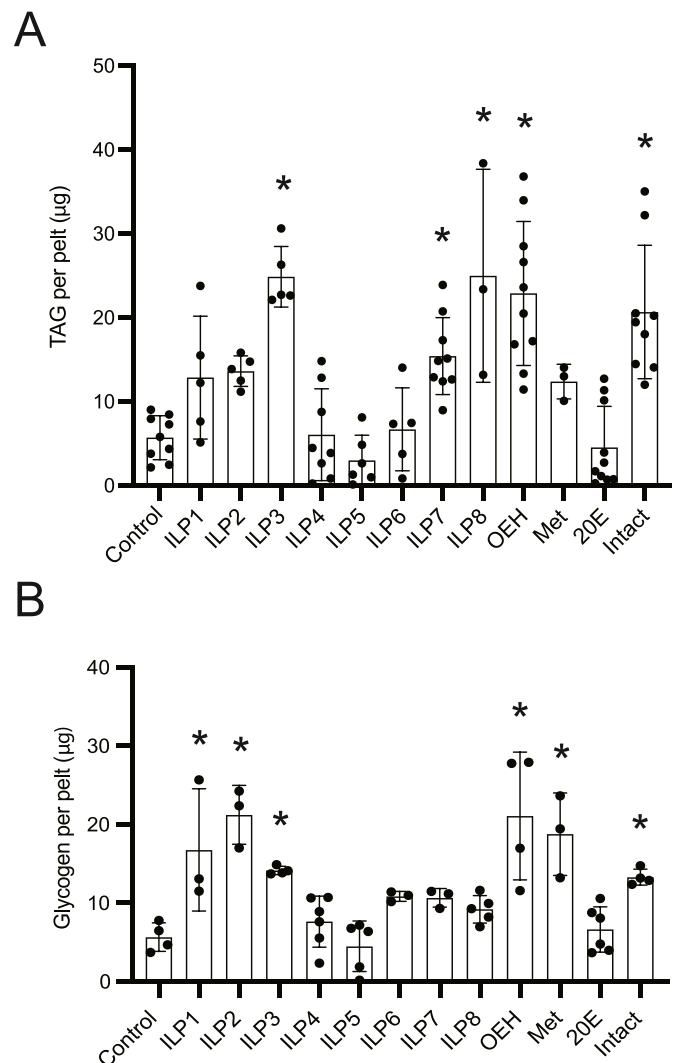 A
TAG per pelt (µg)
50
40
30
20
10
0
* * * * *
Control ILP1 ILP2 ILP3 ILP4 ILP5 ILP6 ILP7 ILP8 OEH Met 20E Intact
B
Glycogen per pelt (µg)
40
30
20
10
0
* * * * * *
Control ILP1 ILP2 ILP3 ILP4 ILP5 ILP6 ILP7 ILP8 OEH Met 20E Intact